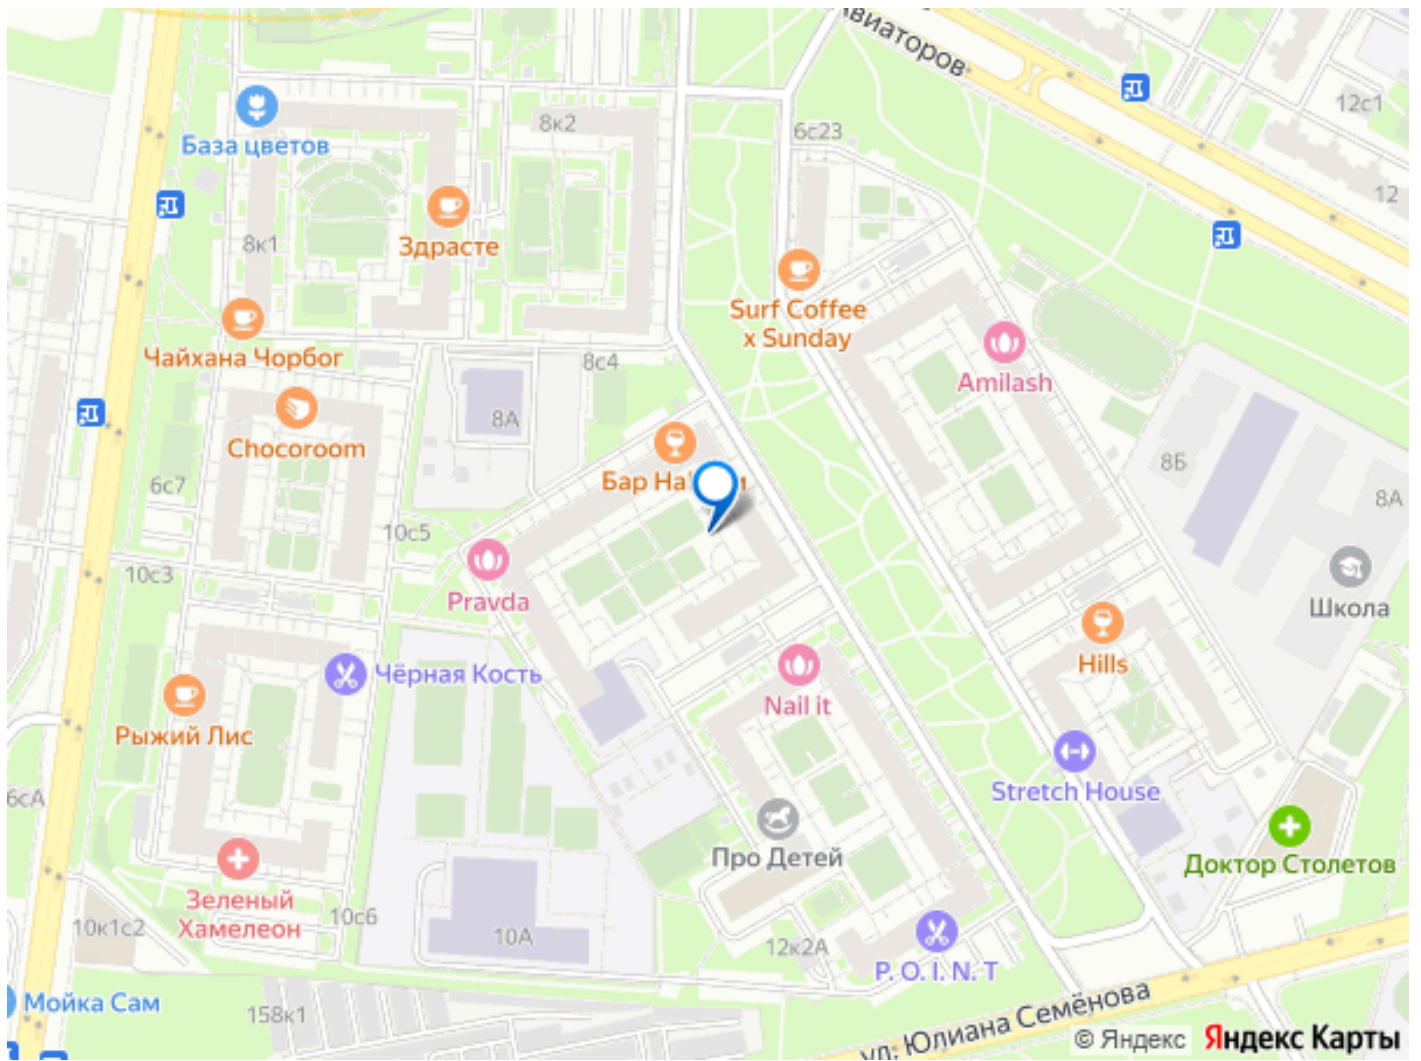 Авиаторов
12с1
8к2
6с23
База цветов
12
8к1
Здрасте
Surf Coffee
x Sunday
Чайхана Чорбог
8с4
Amilash
8А
Chocoroom
8Б
Бар На
6с7
8А
10с5
10с3
Pravda
Школа
Hills
Чёрная Кость
Nail it
Рыжий Лис
Stretch House
6сА
Про Детей
Доктор Столетов
Зеленый
Хамелеон
10с6
10к1с2
10А
12к2А
P. O. I. N. T
Мойка Сам
158к1
ул. Юлиана Семёнова
© Яндекс
Яндекс Карты